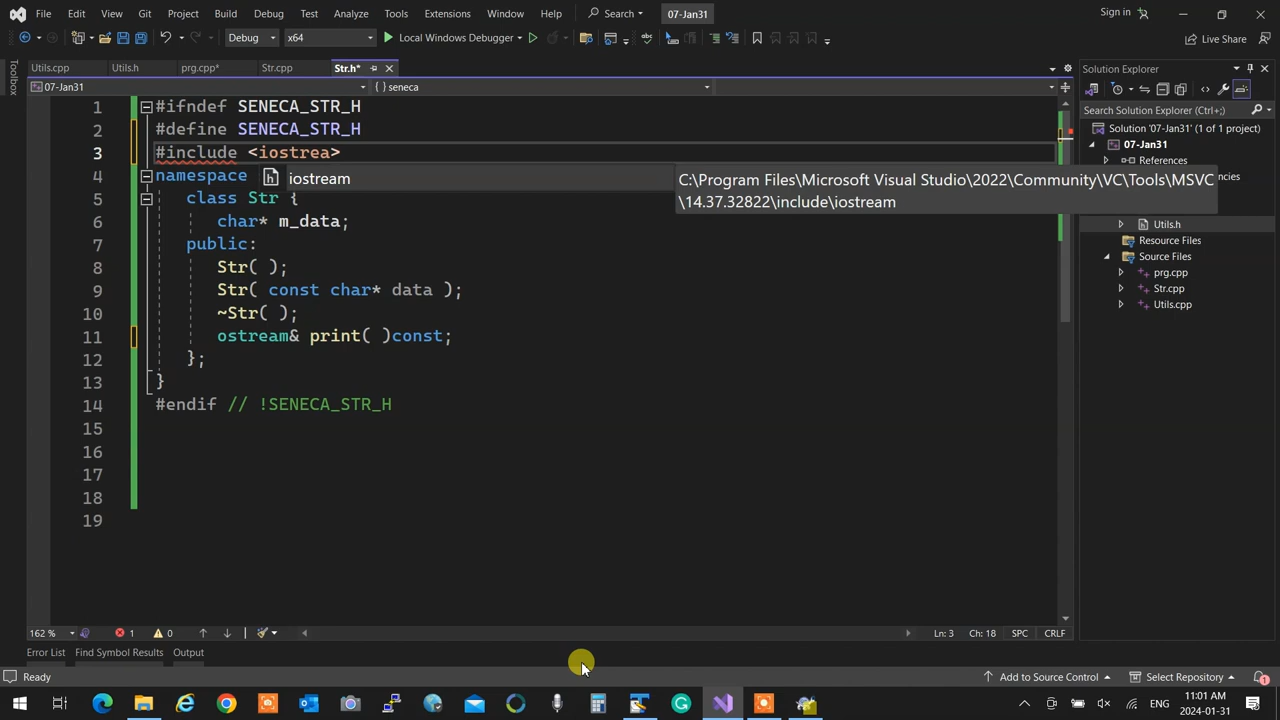 File Edit View Git Project Build Debug Test Analyze Tools Extensions Window Help Search 07-Jan31 Sign in
Debug x64 Local Windows Debugger Live Share
Toolbox
Utils.cpp Utils.h prg.cpp* Str.cpp Str.h*
07-Jan31 { } seneca
1 #ifndef SENECA_STR_H
2 #define SENECA_STR_H
3 #include <iostrea>
4 namespace
iostream
C:\Program Files\Microsoft Visual Studio\2022\Community\VC\Tools\MSVC
\14.37.32822\include\iostream
5 class Str {
6 char* m_data;
7 public:
8 Str( );
9 Str( const char* data );
10 ~Str( );
11 ostream& print( )const;
12 };
13 }
14 #endif // !SENECA_STR_H
15
16
17
18
19
Solution Explorer
Search Solution Explorer (Ctrl+;)
Solution '07-Jan31' (1 of 1 project)
07-Jan31
References
Utils.h
Resource Files
Source Files
prg.cpp
Str.cpp
Utils.cpp
162 % 1 0 Ln: 3 Ch: 18 SPC CRLF
Error List Find Symbol Results Output
Ready Add to Source Control Select Repository 1
ENG 11:01 AM
2024-01-31